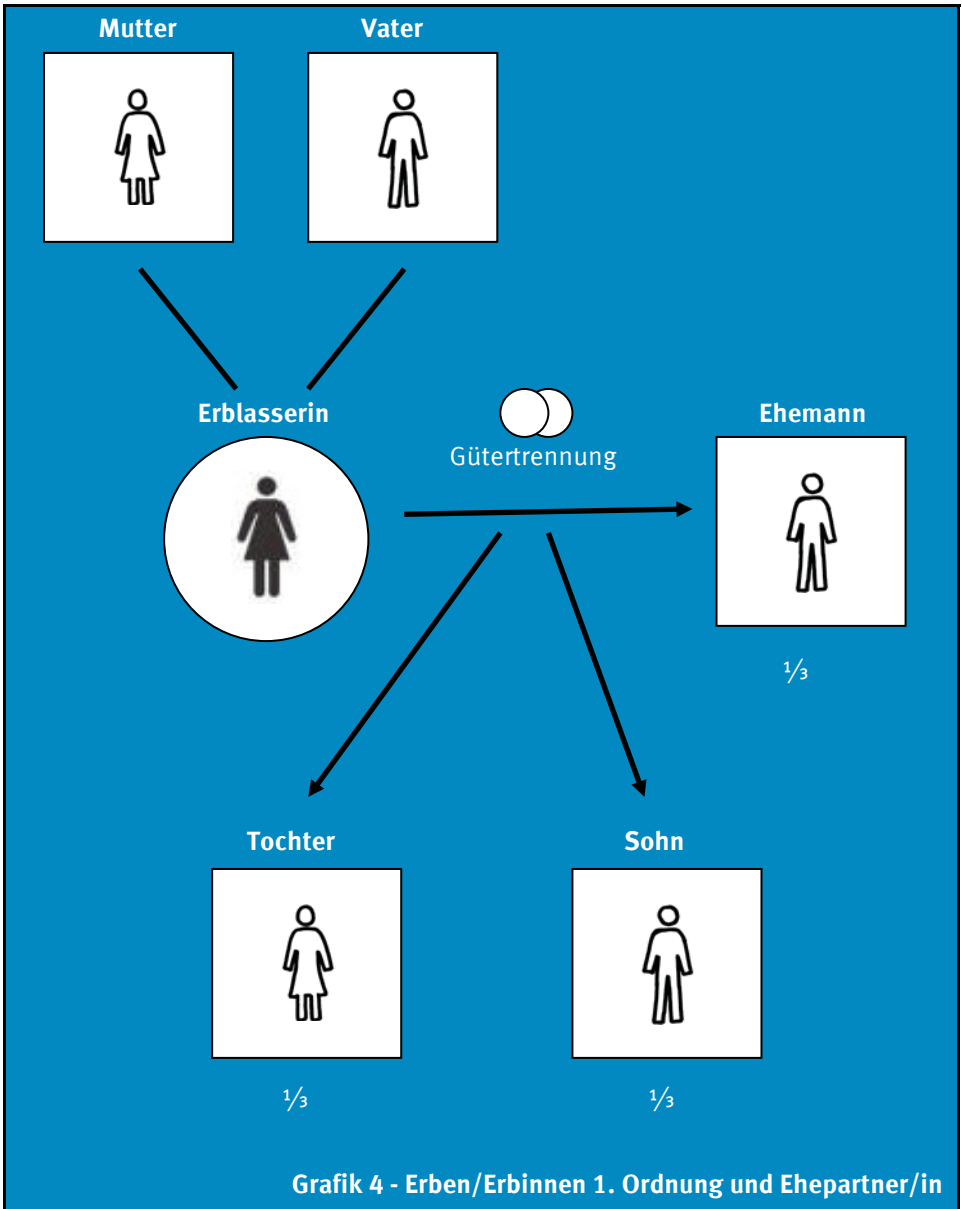 Mutter
Vater
Erblasserin
Gütertrennung
Ehemann
⅓
Tochter
Sohn
⅓
⅓
Grafik 4 - Erben/Erbinnen 1. Ordnung und Ehepartner/in